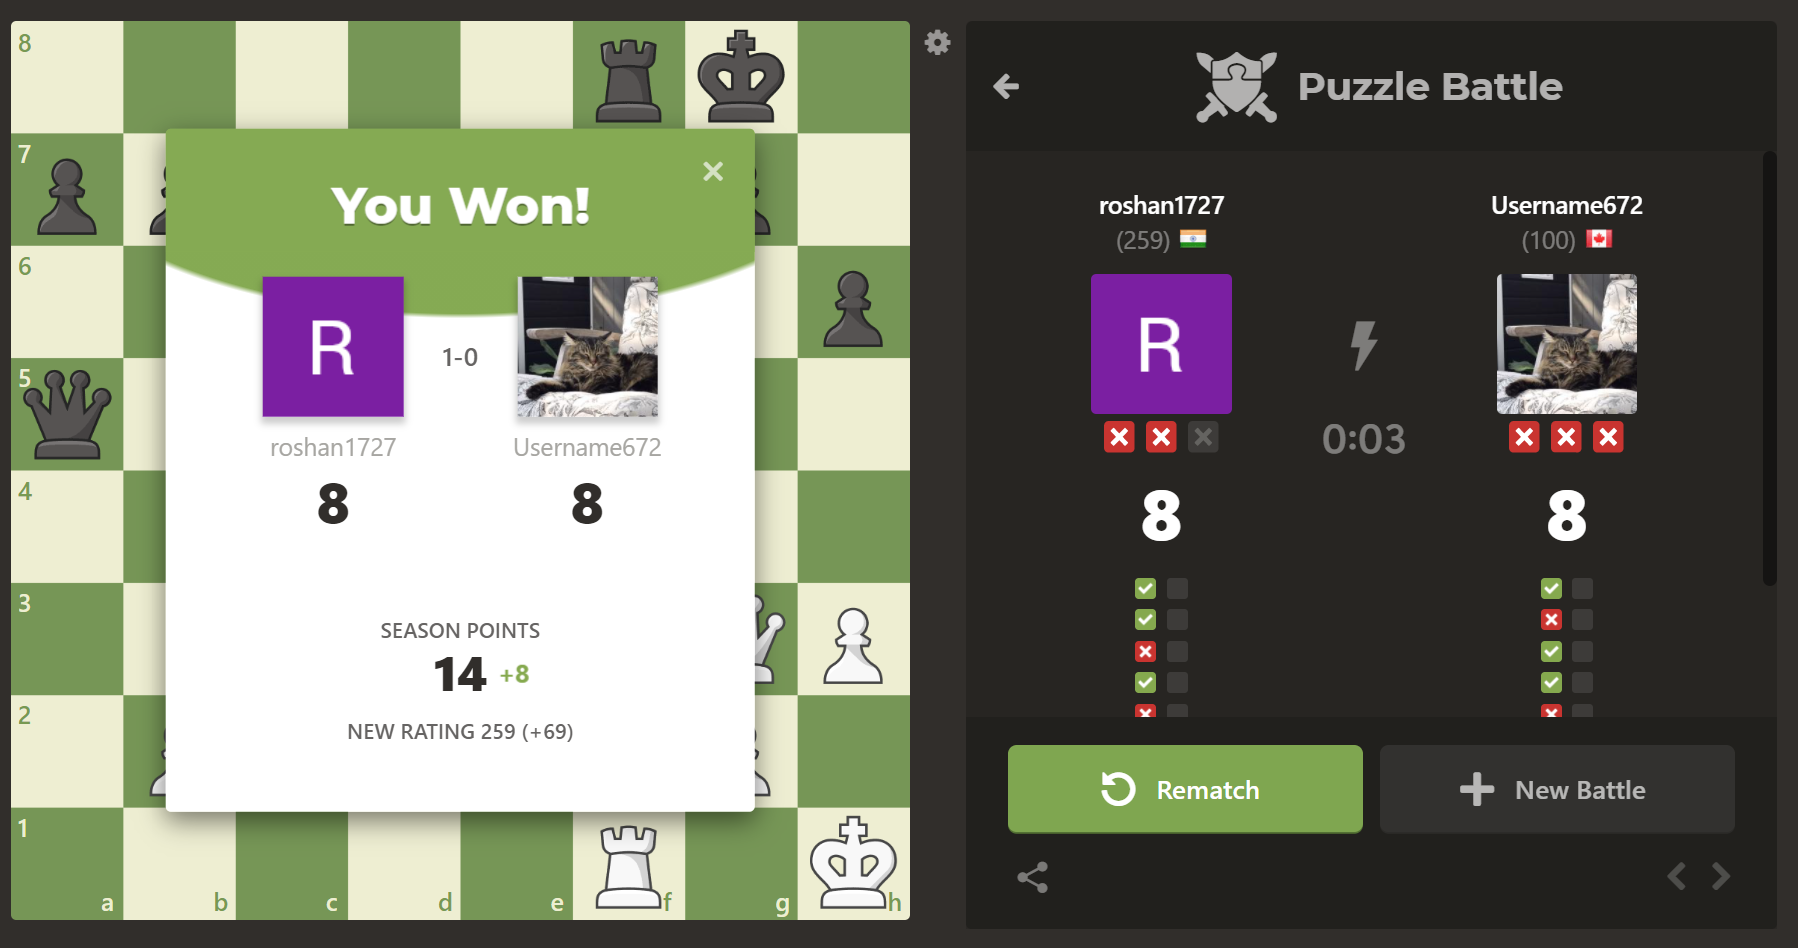 8
7
6
5
4
3
2
1
a b c d e f g h
You Won!
R
1-0
roshan1727 Username672
8 8
SEASON POINTS
14 +8
NEW RATING 259 (+69)
Puzzle Battle
roshan1727 Username672
(259) (100)
R
0:03
8 8
Rematch New Battle